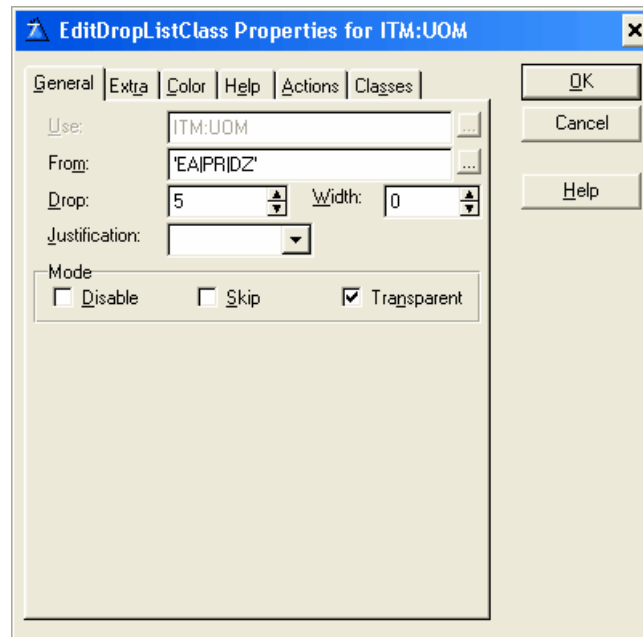 EditDropListClass Properties for ITM:UOM
General Extra Color Help Actions Classes
OK
Use: ITM:UOM ...
Cancel
From: 'EA|PR|DZ' ...
Drop: 5 Width: 0
Help
Justification:
Mode
Disable Skip Transparent